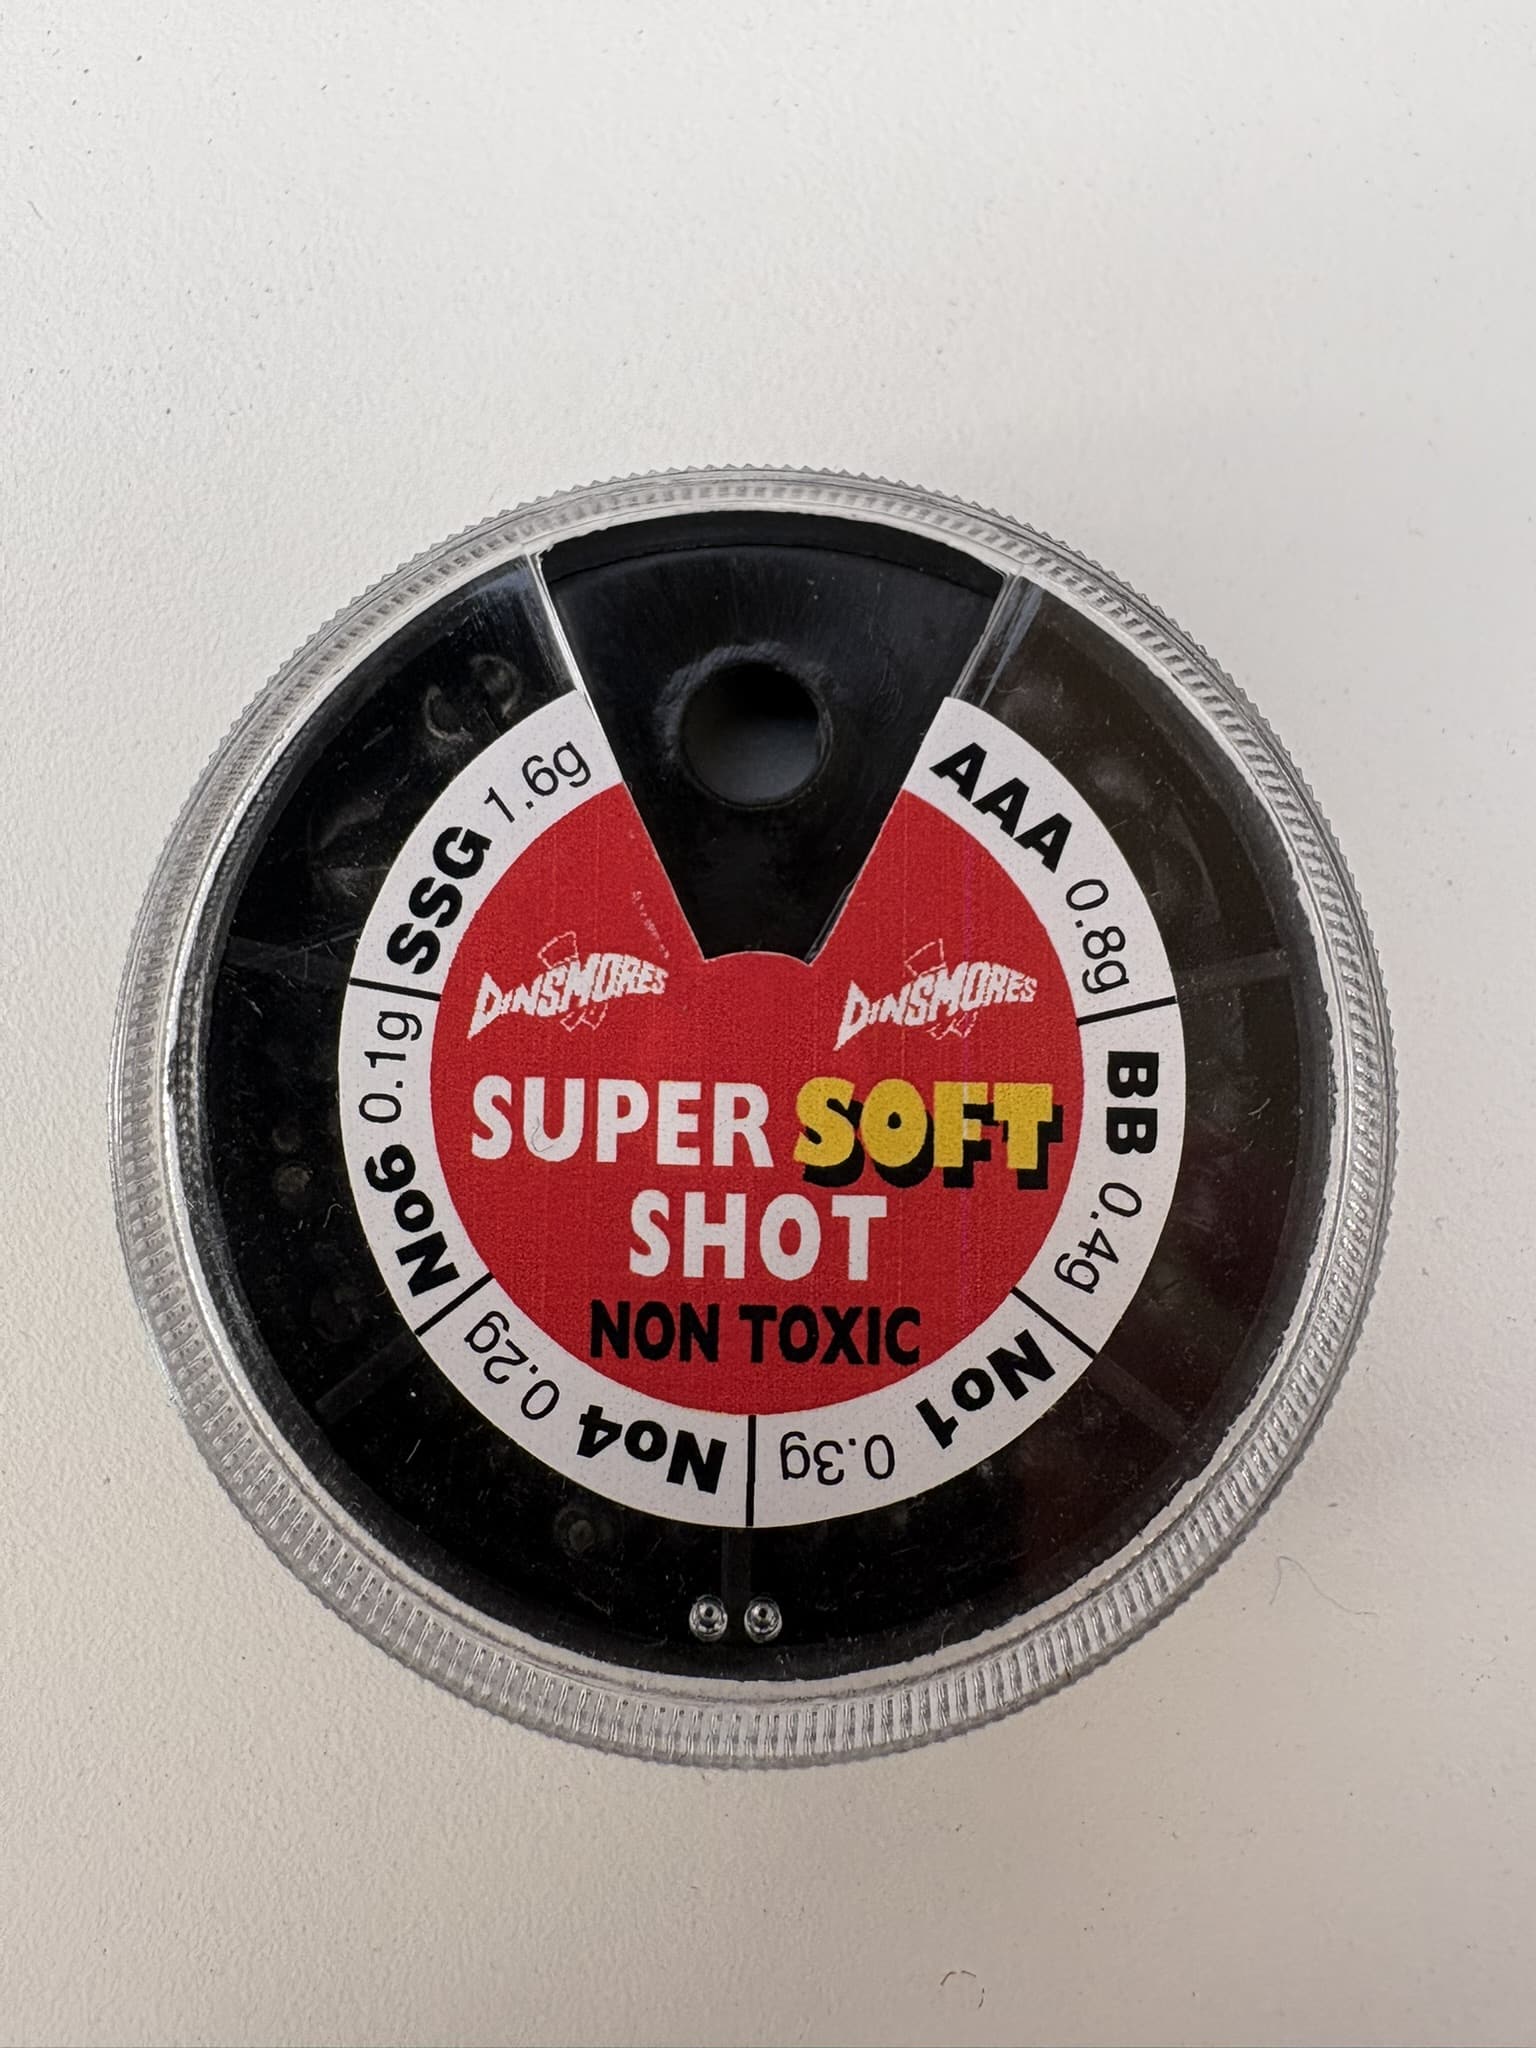 SSG 1.6g
AAA 0.8g
BB 0.4g
No1 0.3g
No4 0.2g
No6 0.1g
DINSMORES DINSMORES
SUPER SOFT
SHOT
NON TOXIC